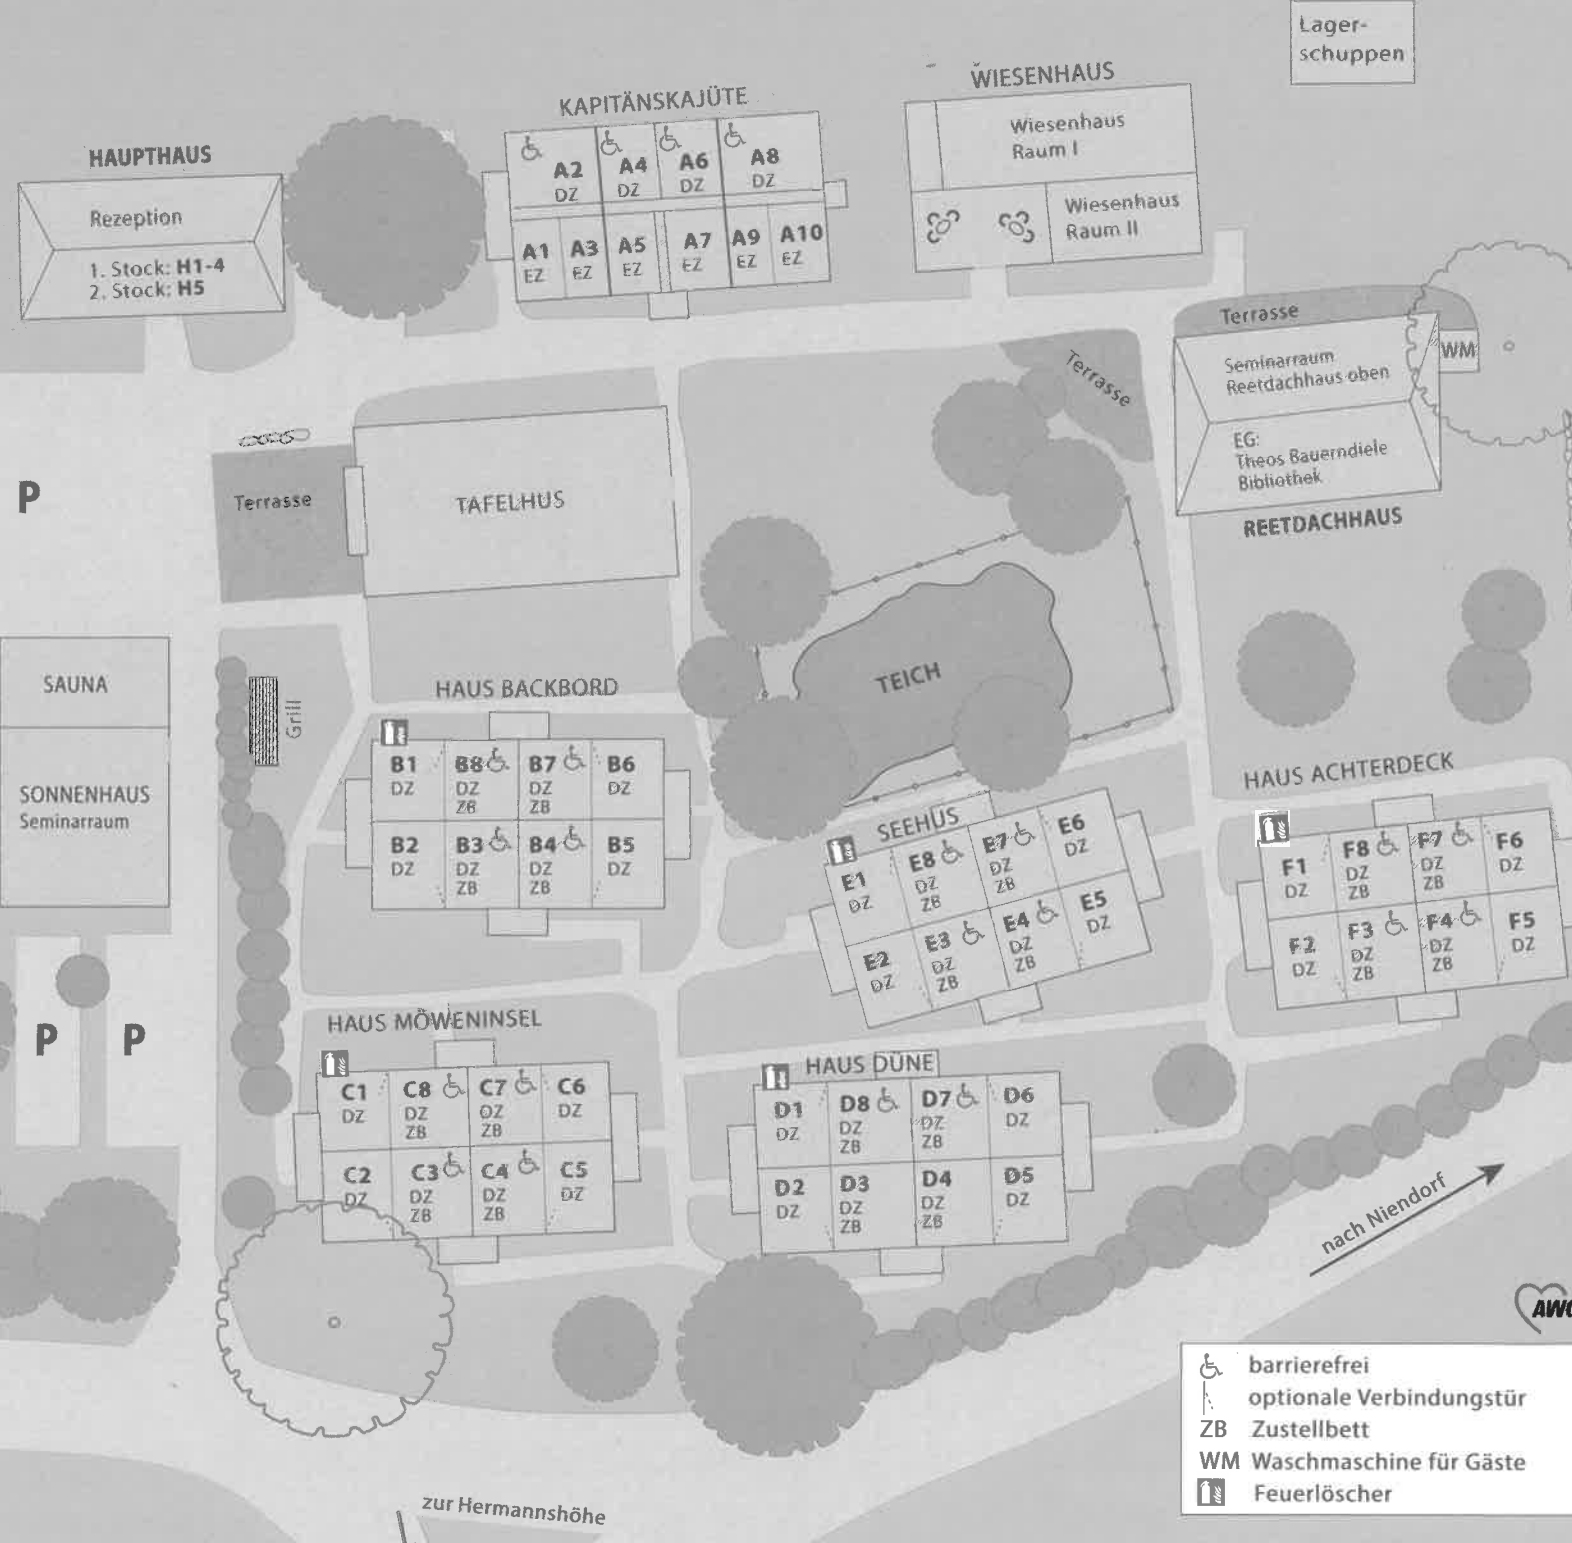 Lager-
schuppen
WIESENHAUS
Wiesenhaus
Raum I
Wiesenhaus
Raum II
KAPITÄNSKAJÜTE
A2
DZ
A4
DZ
A6
DZ
A8
DZ
A1
EZ
A3
EZ
A5
EZ
A7
EZ
A9
EZ
A10
EZ
HAUPTHAUS
Rezeption
1. Stock: H1-4
2. Stock: H5
Terrasse
Seminarraum
Reetdachhaus oben
WM
EG:
Theos Bauerndiele
Bibliothek
REETDACHHAUS
Terrasse
P
Terrasse
TAFELHUS
TEICH
SAUNA
SONNENHAUS
Seminarraum
Grill
HAUS BACKBORD
B1
DZ
B8
DZ
ZB
B7
DZ
ZB
B6
DZ
B2
DZ
B3
DZ
ZB
B4
DZ
ZB
B5
DZ
SEEHUS
E1
DZ
E8
DZ
ZB
E7
DZ
ZB
E6
DZ
E2
DZ
E3
DZ
ZB
E4
DZ
ZB
E5
DZ
HAUS ACHTERDECK
F1
DZ
F8
DZ
ZB
F7
DZ
ZB
F6
DZ
F2
DZ
F3
DZ
ZB
F4
DZ
ZB
F5
DZ
P
P
HAUS MÖWENINSEL
C1
DZ
C8
DZ
ZB
C7
DZ
ZB
C6
DZ
C2
DZ
C3
DZ
ZB
C4
DZ
ZB
C5
DZ
HAUS DÜNE
D1
DZ
D8
DZ
ZB
D7
DZ
ZB
D6
DZ
D2
DZ
D3
DZ
ZB
D4
DZ
ZB
D5
DZ
nach Niendorf
zur Hermannshöhe
barrierefrei
optionale Verbindungstür
ZB Zustellbett
WM Waschmaschine für Gäste
Feuerlöscher